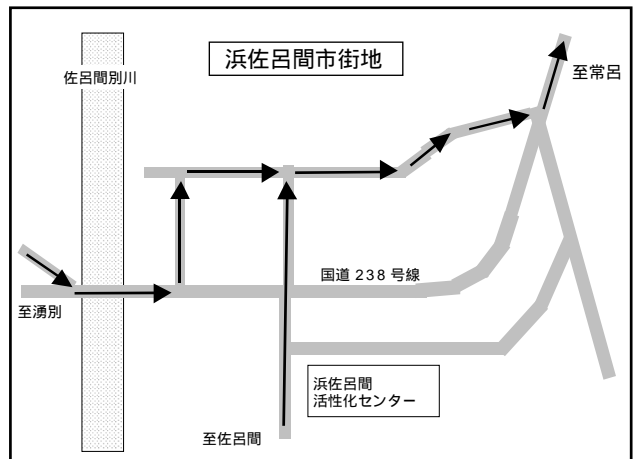 浜佐呂間市街地
佐呂間別川
至常呂
国道 238 号線
至湧別
浜佐呂間
活性化センター
至佐呂間